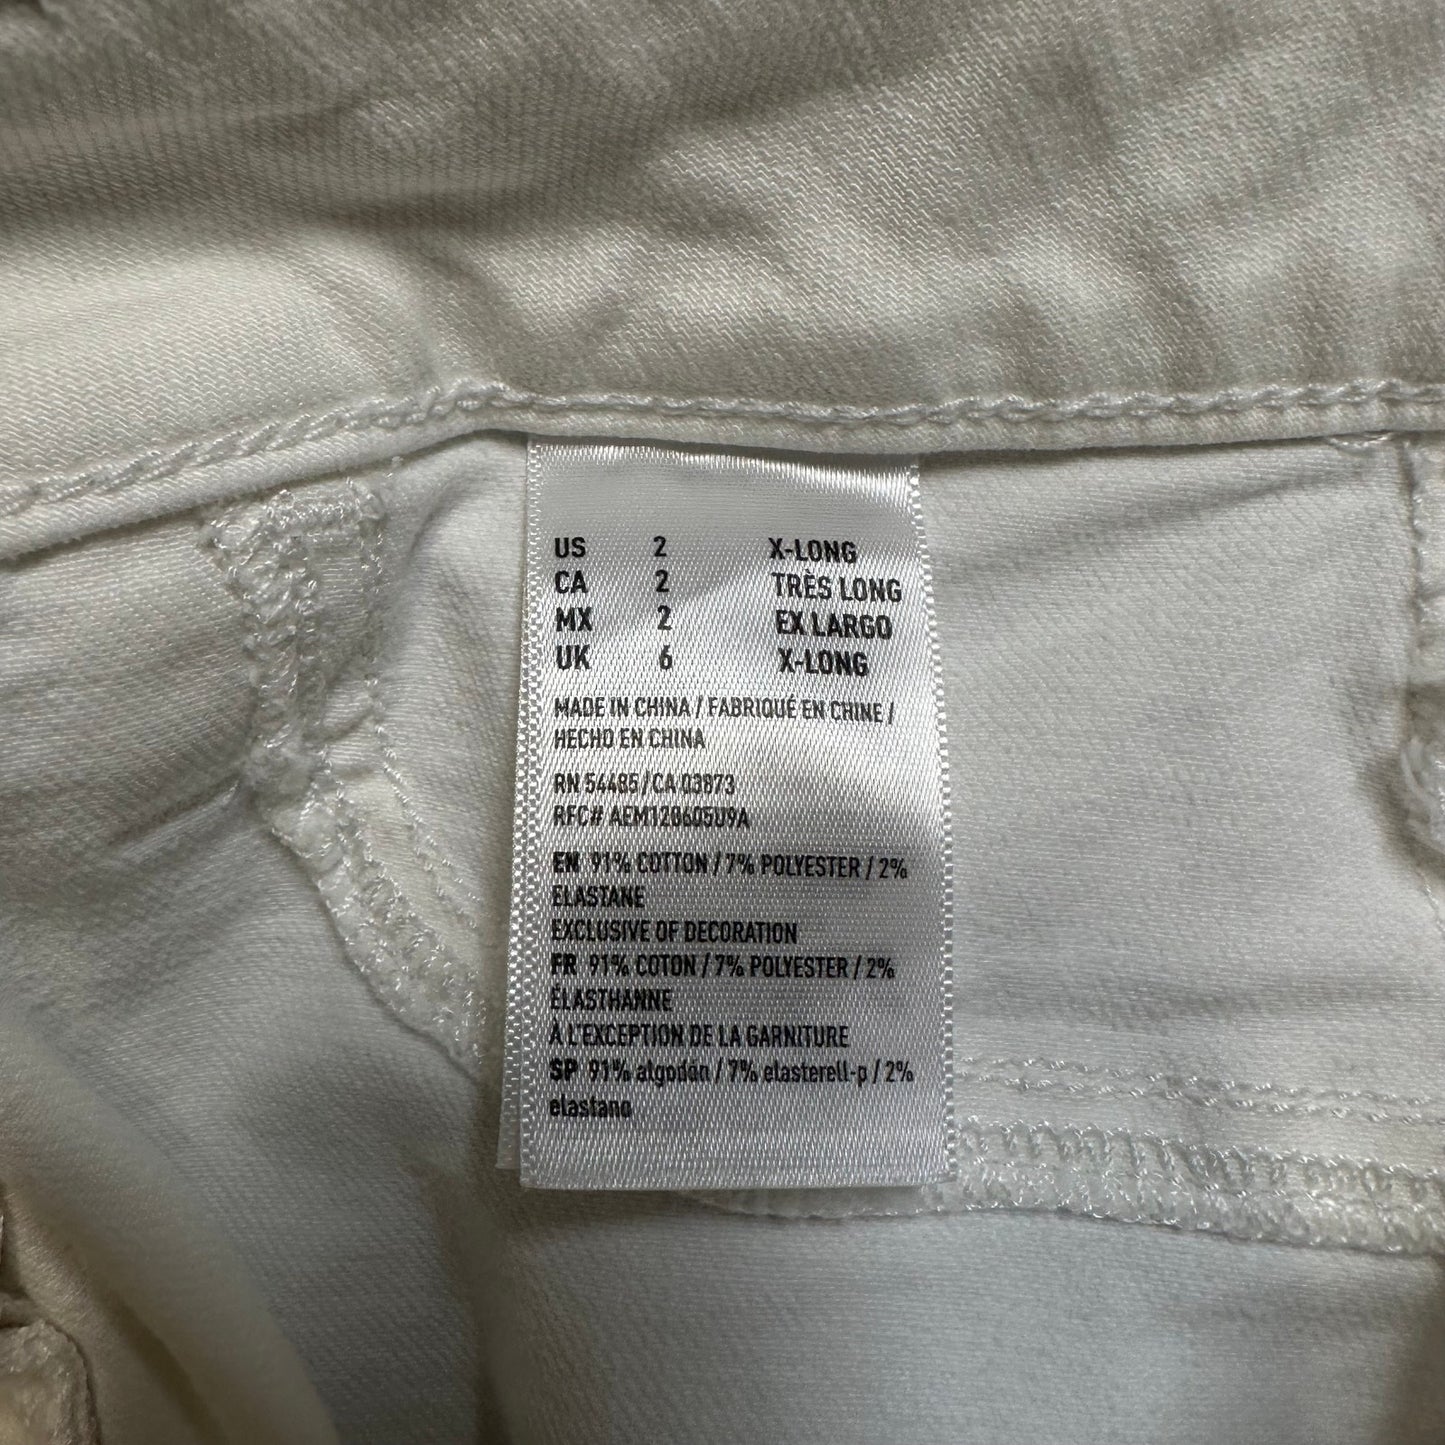 US 2 X-LONG
CA 2 TRÈS LONG
MX 2 EX LARGO
UK 6 X-LONG
MADE IN CHINA / FABRIQUÉ EN CHINE /
HECHO EN CHINA
RN 54485 / CA 03873
RFC# AEM120605U9A
EN 91% COTTON / 7% POLYESTER / 2%
ELASTANE
EXCLUSIVE OF DECORATION
FR 91% COTON / 7% POLYESTER / 2%
ÉLASTHANNE
À L'EXCEPTION DE LA GARNITURE
SP 91% algodón / 7% elasterell-p / 2%
elastano